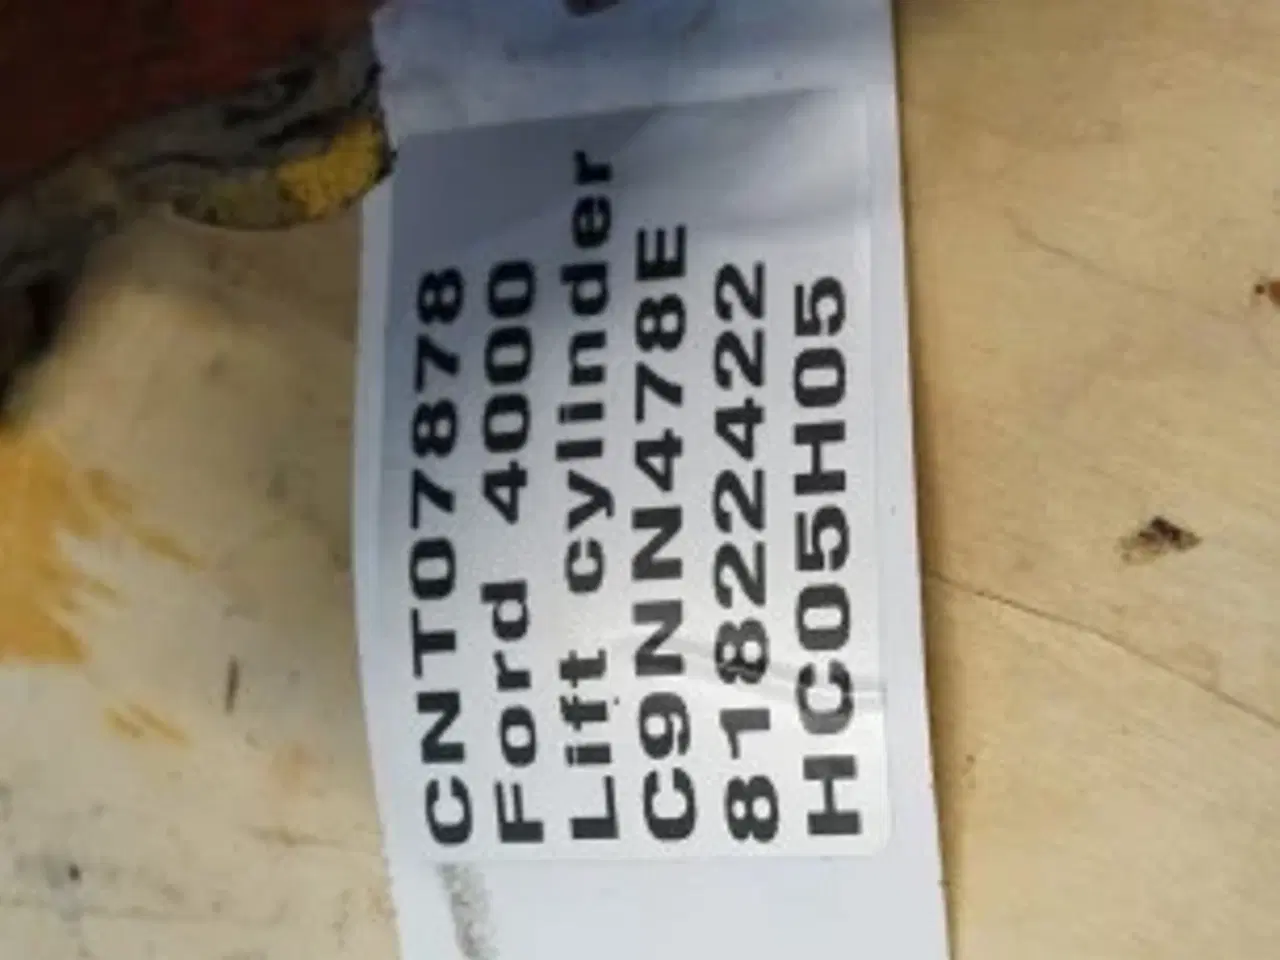 CNT07878
Ford 4000
Lift cylinder
C9NN478E
81822422
HC05H05